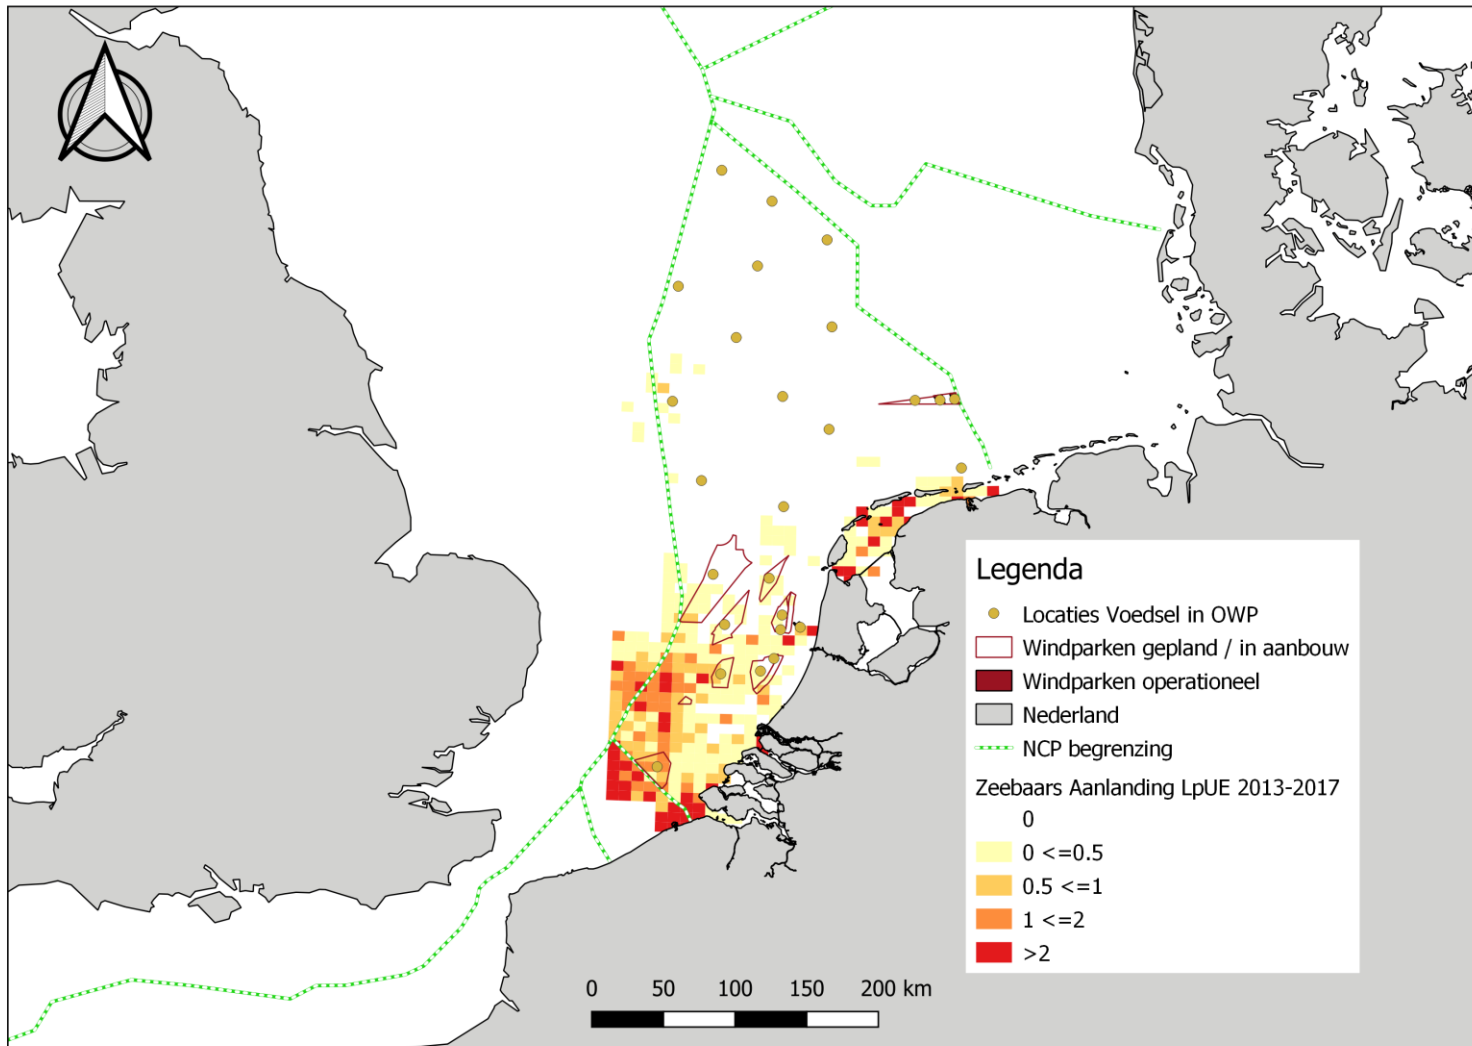 Legenda
Locaties Voedsel in OWP
Windparken gepland / in aanbouw
Windparken operationeel
Nederland
NCP begrenzing
Zeebaars Aanlanding LpUE 2013-2017
0
0 <=0.5
0.5 <=1
1 <=2
>2
0 50 100 150 200 km